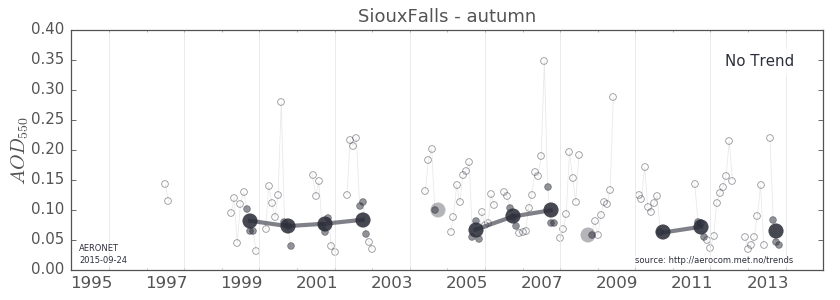 SiouxFalls - autumn
No Trend
AOD550
0.40
0.35
0.30
0.25
0.20
0.15
0.10
0.05
0.00
AERONET
2015-09-24
source: http://aerocom.met.no/trends
1995 1997 1999 2001 2003 2005 2007 2009 2011 2013